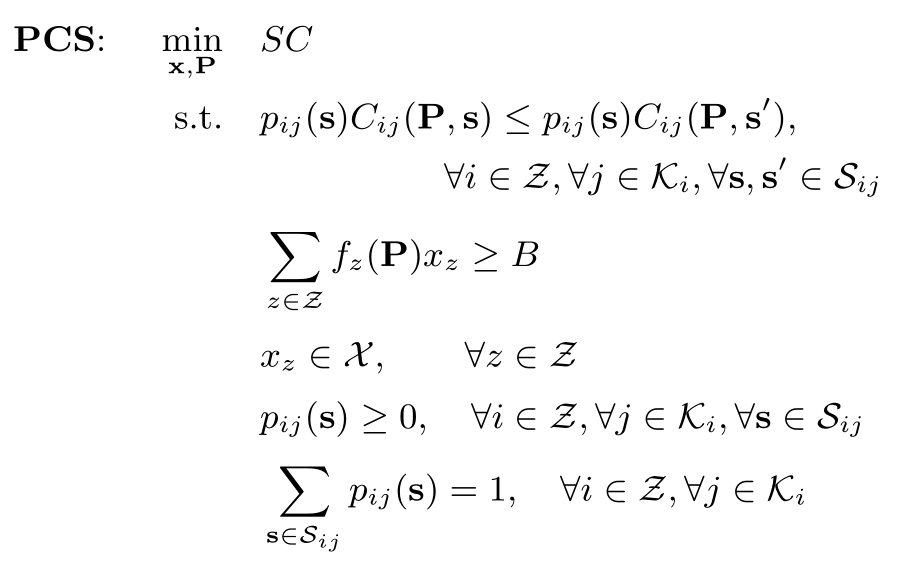 PCS: min_{x,P} SC
s.t. p_{ij}(s)C_{ij}(P, s) ≤ p_{ij}(s)C_{ij}(P, s′),
∀i ∈ 𝒵, ∀j ∈ 𝒦_i, ∀s, s′ ∈ 𝒮_{ij}
∑_{z∈𝒵} f_z(P)x_z ≥ B
x_z ∈ 𝒳, ∀z ∈ 𝒵
p_{ij}(s) ≥ 0, ∀i ∈ 𝒵, ∀j ∈ 𝒦_i, ∀s ∈ 𝒮_{ij}
∑_{s∈𝒮_{ij}} p_{ij}(s) = 1, ∀i ∈ 𝒵, ∀j ∈ 𝒦_i